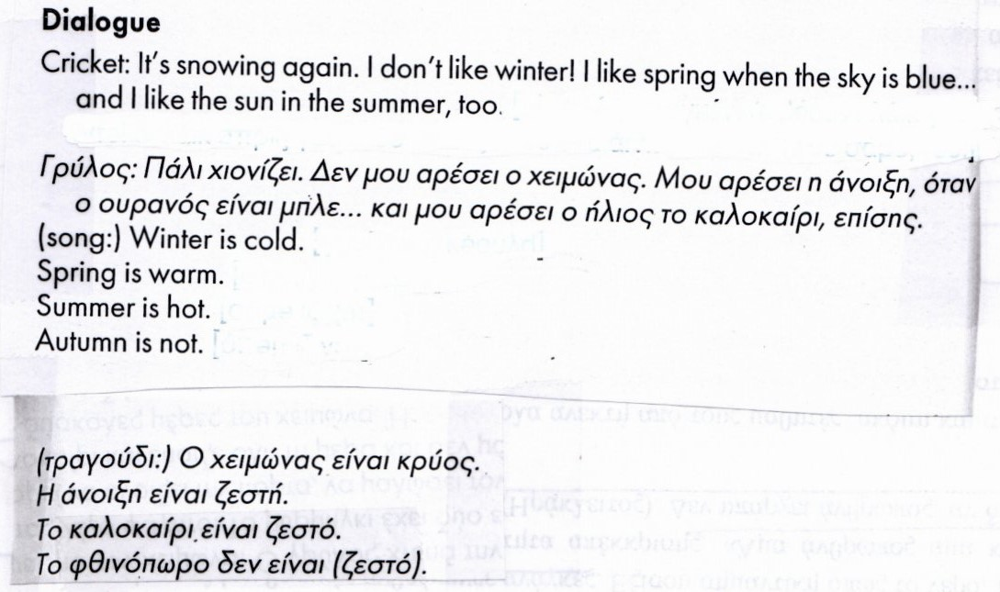 Dialogue
Cricket: It's snowing again. I don't like winter! I like spring when the sky is blue...
and I like the sun in the summer, too.
Γρύλος: Πάλι χιονίζει. Δεν μου αρέσει ο χειμώνας. Μου αρέσει η άνοιξη, όταν
ο ουρανός είναι μπλε... και μου αρέσει ο ήλιος το καλοκαίρι, επίσης.
(song:) Winter is cold.
Spring is warm.
Summer is hot.
Autumn is not.
(τραγούδι:) Ο χειμώνας είναι κρύος.
Η άνοιξη είναι ζεστή.
Το καλοκαίρι είναι ζεστό.
Το φθινόπωρο δεν είναι (ζεστό).